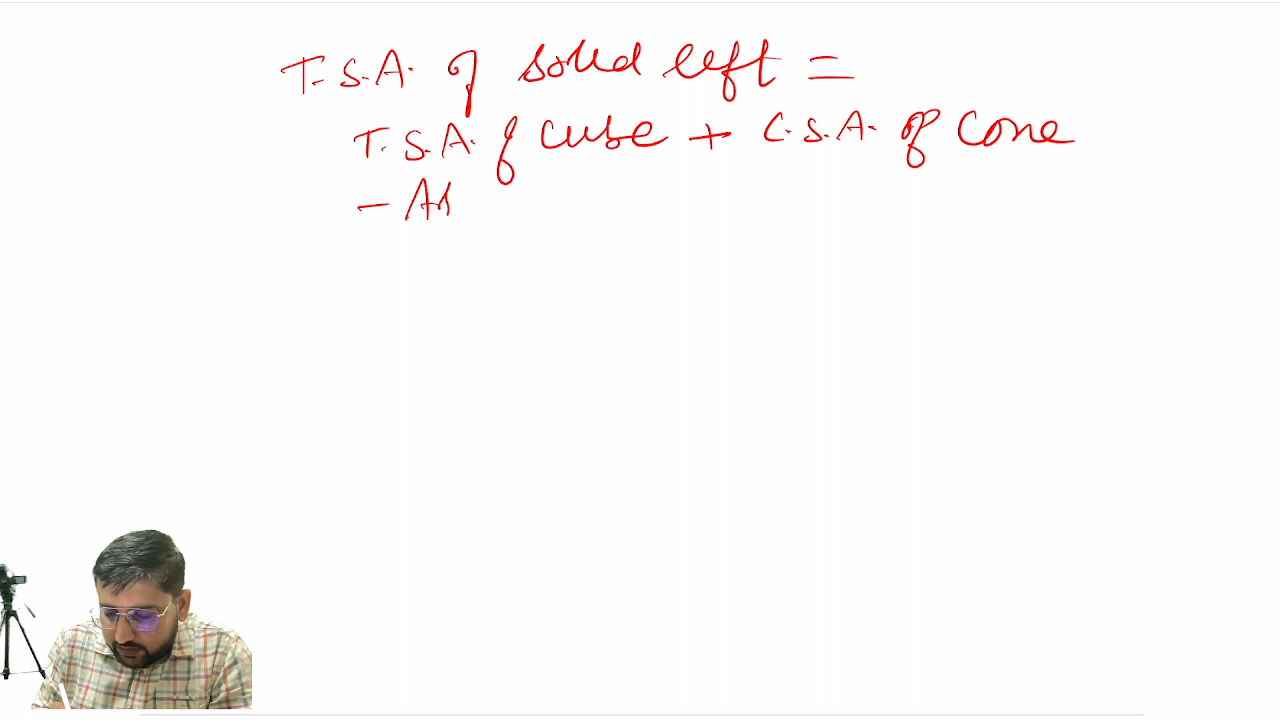 T.S.A. of solid left =
T.S.A. of cube + C.S.A. of cone
- Ar